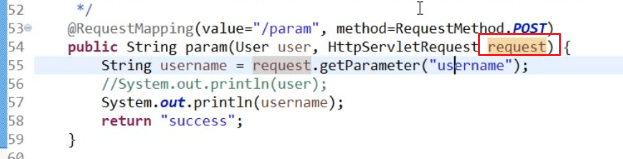 52 */
53 @RequestMapping(value="/param", method=RequestMethod.POST)
54 public String param(User user, HttpServletRequest request) {
55 String username = request.getParameter("username");
56 //System.out.println(user);
57 System.out.println(username);
58 return "success";
59 }
60